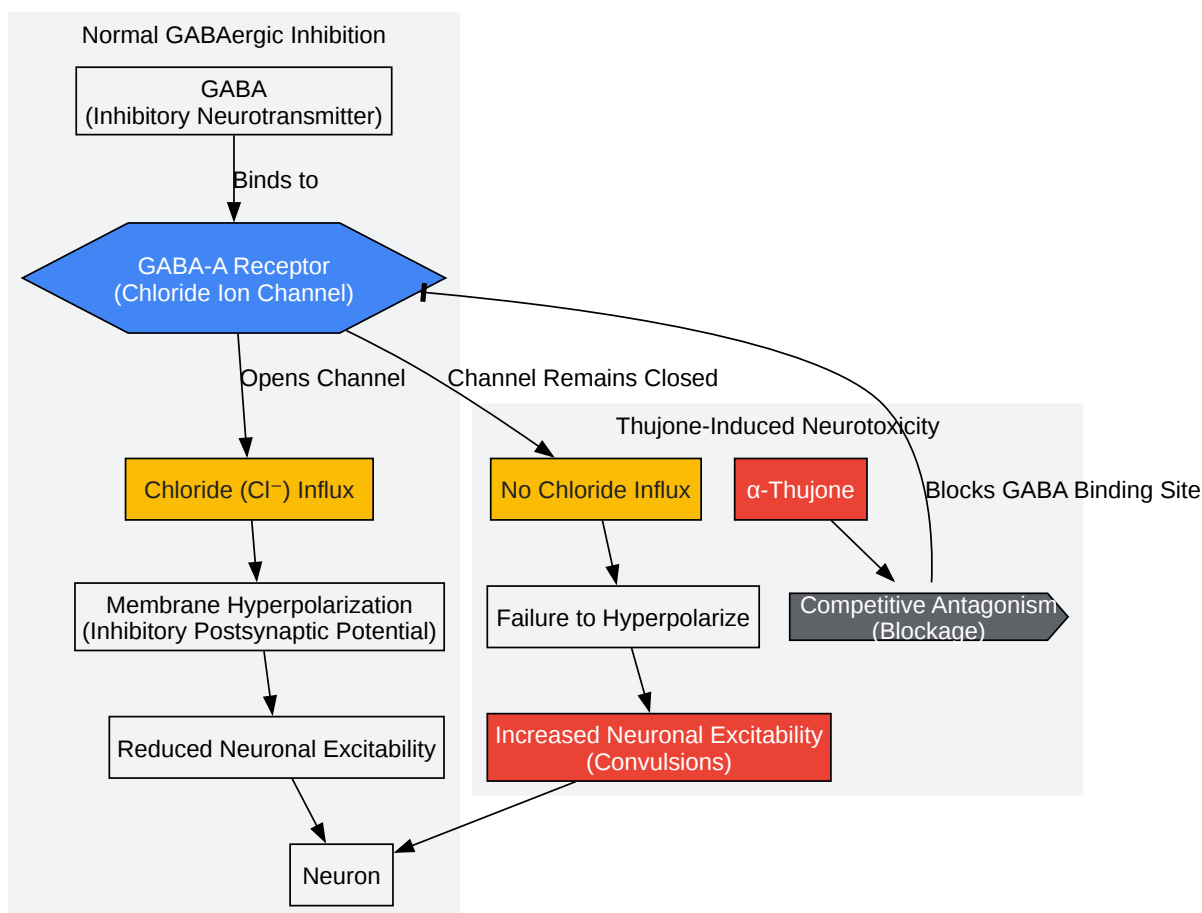 Normal GABAergic Inhibition
GABA
(Inhibitory Neurotransmitter)
Binds to
GABA-A Receptor
(Chloride Ion Channel)
Opens Channel
Channel Remains Closed
Thujone-Induced Neurotoxicity
Chloride (Cl⁻) Influx
No Chloride Influx
α-Thujone
Blocks GABA Binding Site
Membrane Hyperpolarization
(Inhibitory Postsynaptic Potential)
Failure to Hyperpolarize
Competitive Antagonism
(Blockage)
Reduced Neuronal Excitability
Increased Neuronal Excitability
(Convulsions)
Neuron